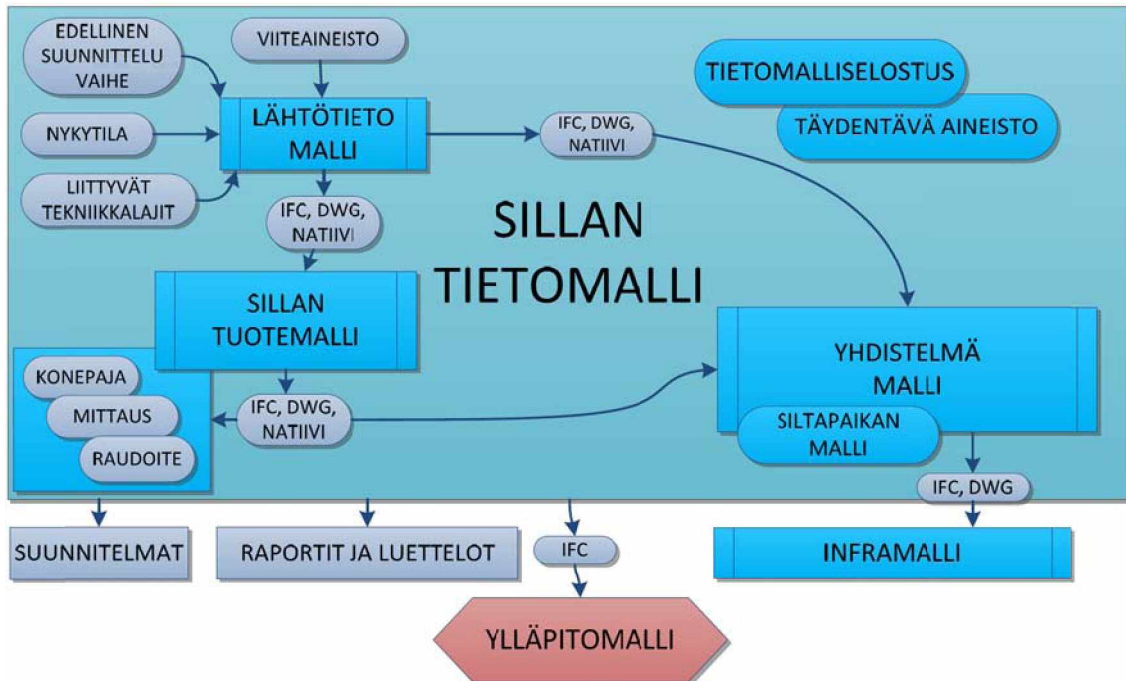 EDELLINEN
SUUNNITTELU
VAIHE
VIITEAINEISTO
NYKYTILA
LÄHTÖTIETO
MALLI
LIITTYVÄT
TEKNIIKKALAJIT
IFC, DWG,
NATIIVI
IFC, DWG,
NATIIVI
TIETOMALLISELOSTUS
TÄYDENTÄVÄ AINEISTO
SILLAN
TIETOMALLI
SILLAN
TUOTEMALLI
YHDISTELMÄ
MALLI
SILTAPAIKAN
MALLI
KONEPAJA
MITTAUS
RAUDOITE
IFC, DWG,
NATIIVI
IFC, DWG
SUUNNITELMAT
RAPORTIT JA LUETTELOT
IFC
INFRAMALLI
YLLÄPITOMALLI